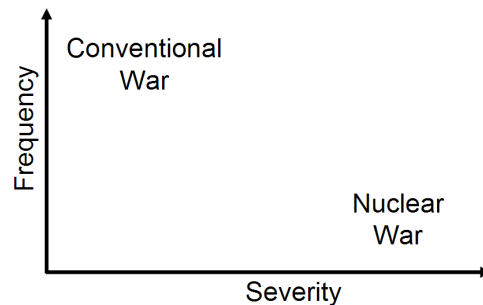 Conventional
War
Frequency
Nuclear
War
Severity